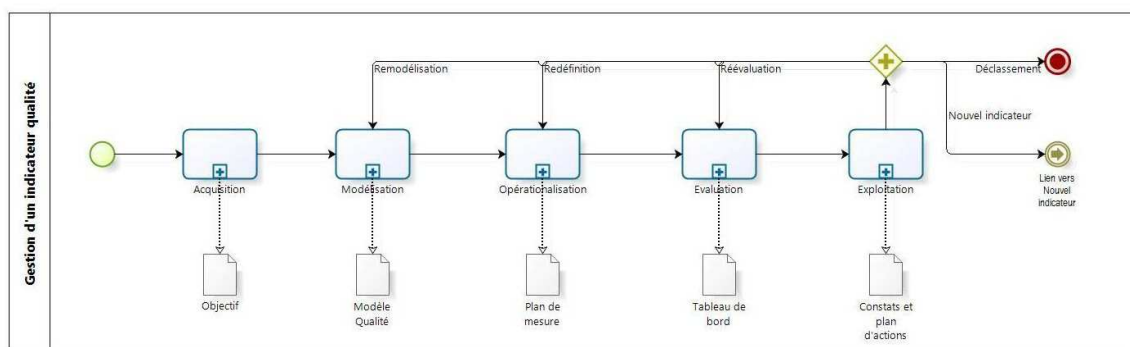 Gestion d'un indicateur qualité
Remodélisation
Redéfinition
Réévaluation
Déclassement
Nouvel indicateur
Acquisition
Modélisation
Opérationalisation
Evaluation
Exploitation
Lien vers
Nouvel
indicateur
Objectif
Modèle
Qualité
Plan de
mesure
Tableau de
bord
Constats et
plan
d'actions